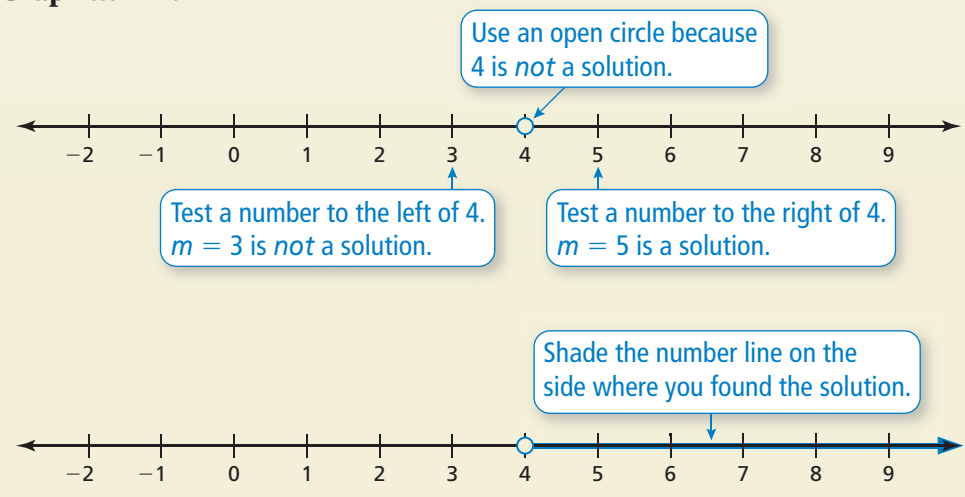 Use an open circle because
4 is not a solution.
−2 −1 0 1 2 3 4 5 6 7 8 9
Test a number to the left of 4.
m = 3 is not a solution.
Test a number to the right of 4.
m = 5 is a solution.
Shade the number line on the
side where you found the solution.
−2 −1 0 1 2 3 4 5 6 7 8 9